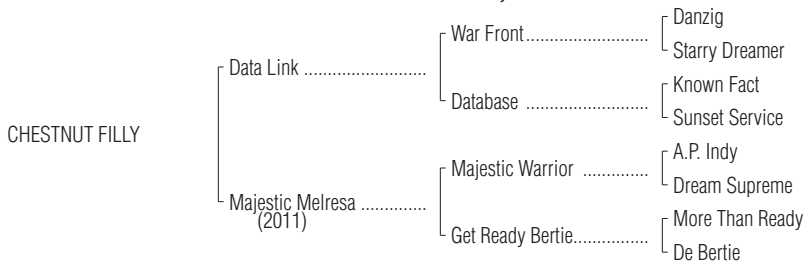 Danzig
War Front..............................
Starry Dreamer
Data Link ..........................
Known Fact
Database ..............................
Sunset Service
CHESTNUT FILLY
A.P. Indy
Majestic Warrior ................
Dream Supreme
Majestic Melresa ..............
(2011)
More Than Ready
Get Ready Bertie..................
De Bertie